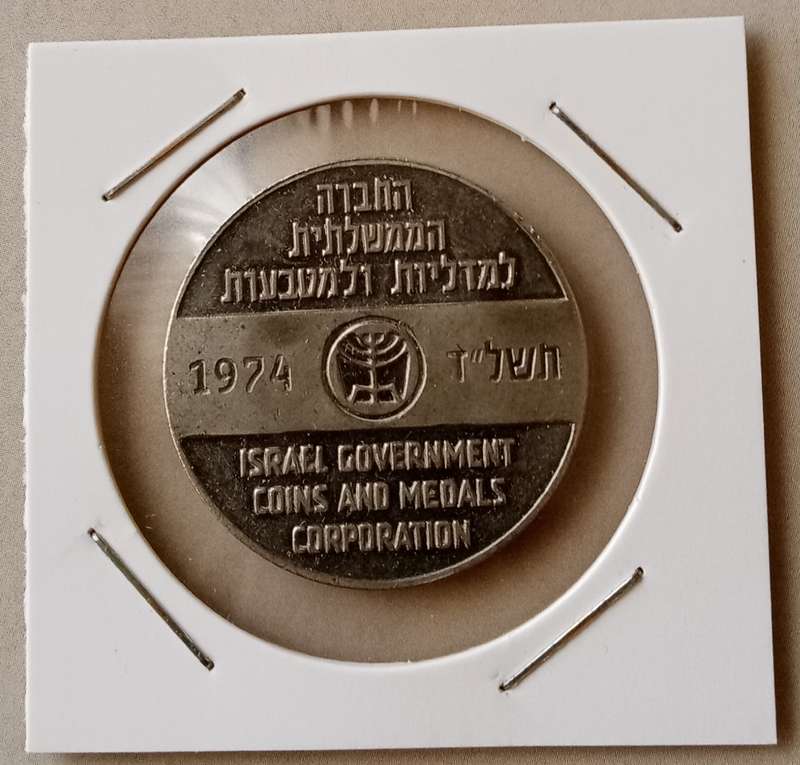 החברה
הממשלתית
למדליות ולמטבעות
1974 תשל"ד
ISRAEL GOVERNMENT
COINS AND MEDALS
CORPORATION